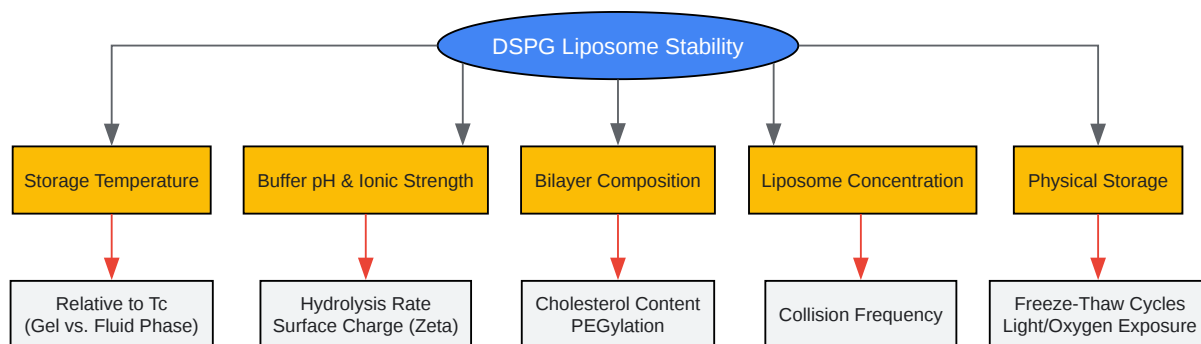 DSPG Liposome Stability
Storage Temperature
Buffer pH & Ionic Strength
Bilayer Composition
Liposome Concentration
Physical Storage
Relative to Tc
(Gel vs. Fluid Phase)
Hydrolysis Rate
Surface Charge (Zeta)
Cholesterol Content
PEGylation
Collision Frequency
Freeze-Thaw Cycles
Light/Oxygen Exposure